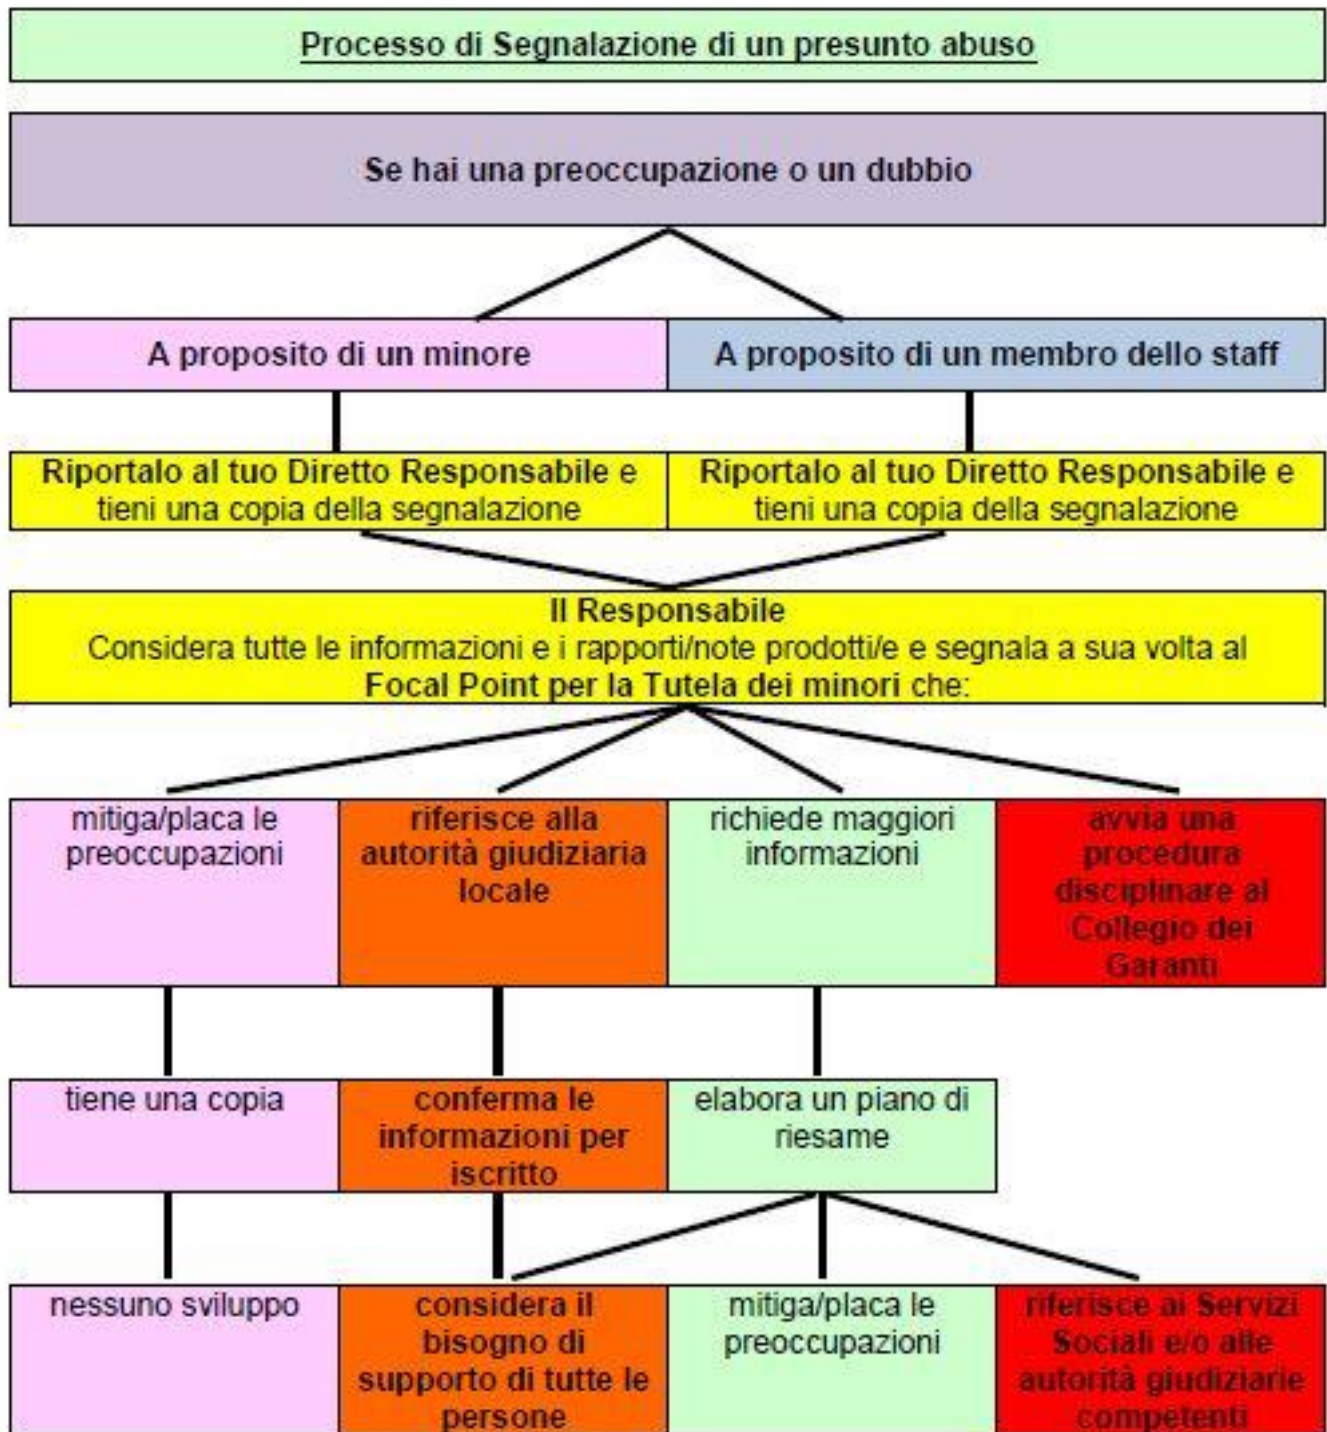 Processo di Segnalazione di un presunto abuso
Se hai una preoccupazione o un dubbio
A proposito di un minore
A proposito di un membro dello staff
Riportalo al tuo Diretto Responsabile e
tieni una copia della segnalazione
Riportalo al tuo Diretto Responsabile e
tieni una copia della segnalazione
Il Responsabile
Considera tutte le informazioni e i rapporti/note prodotti/e e segnala a sua volta al
Focal Point per la Tutela dei minori che:
mitiga/placa le
preoccupazioni
riferisce alla
autorità giudiziaria
locale
richiede maggiori
informazioni
avvia una
procedura
disciplinare al
Collegio dei
Garanti
tiene una copia
conferma le
informazioni per
iscritto
elabora un piano di
riesame
nessuno sviluppo
considera il
bisogno di
supporto di tutte le
persone
mitiga/placa le
preoccupazioni
riferisce ai Servizi
Sociali e/o alle
autorità giudiziarie
competenti